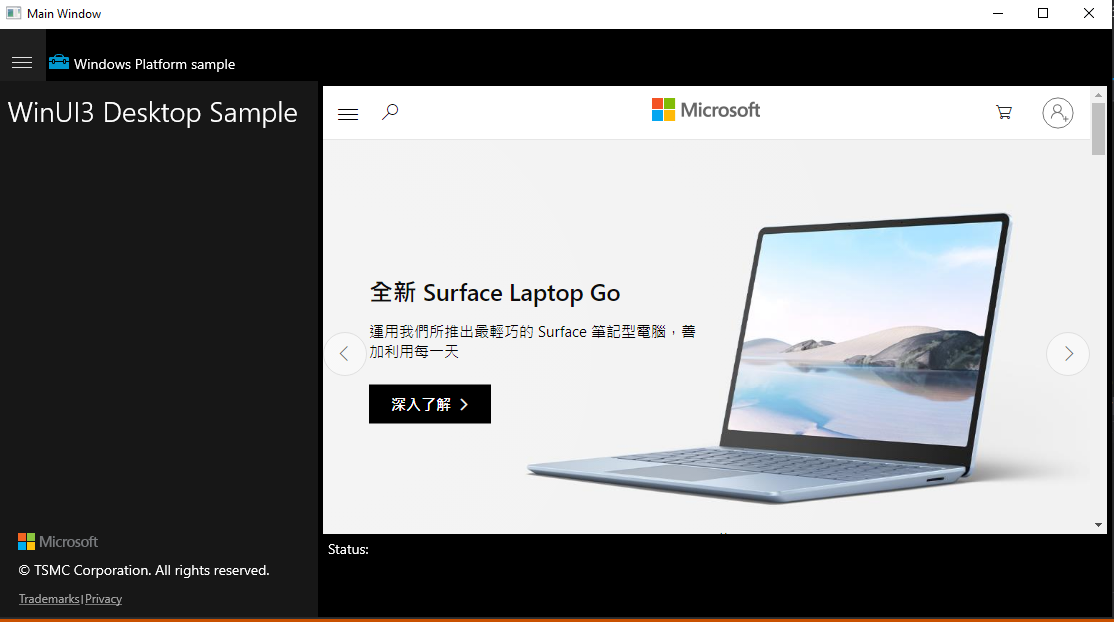 Main Window
Windows Platform sample
WinUI3 Desktop Sample
Microsoft
全新 Surface Laptop Go
運用我們所推出最輕巧的 Surface 筆記型電腦，善
加利用每一天
深入了解
Microsoft
© TSMC Corporation. All rights reserved.
Trademarks|Privacy
Status: